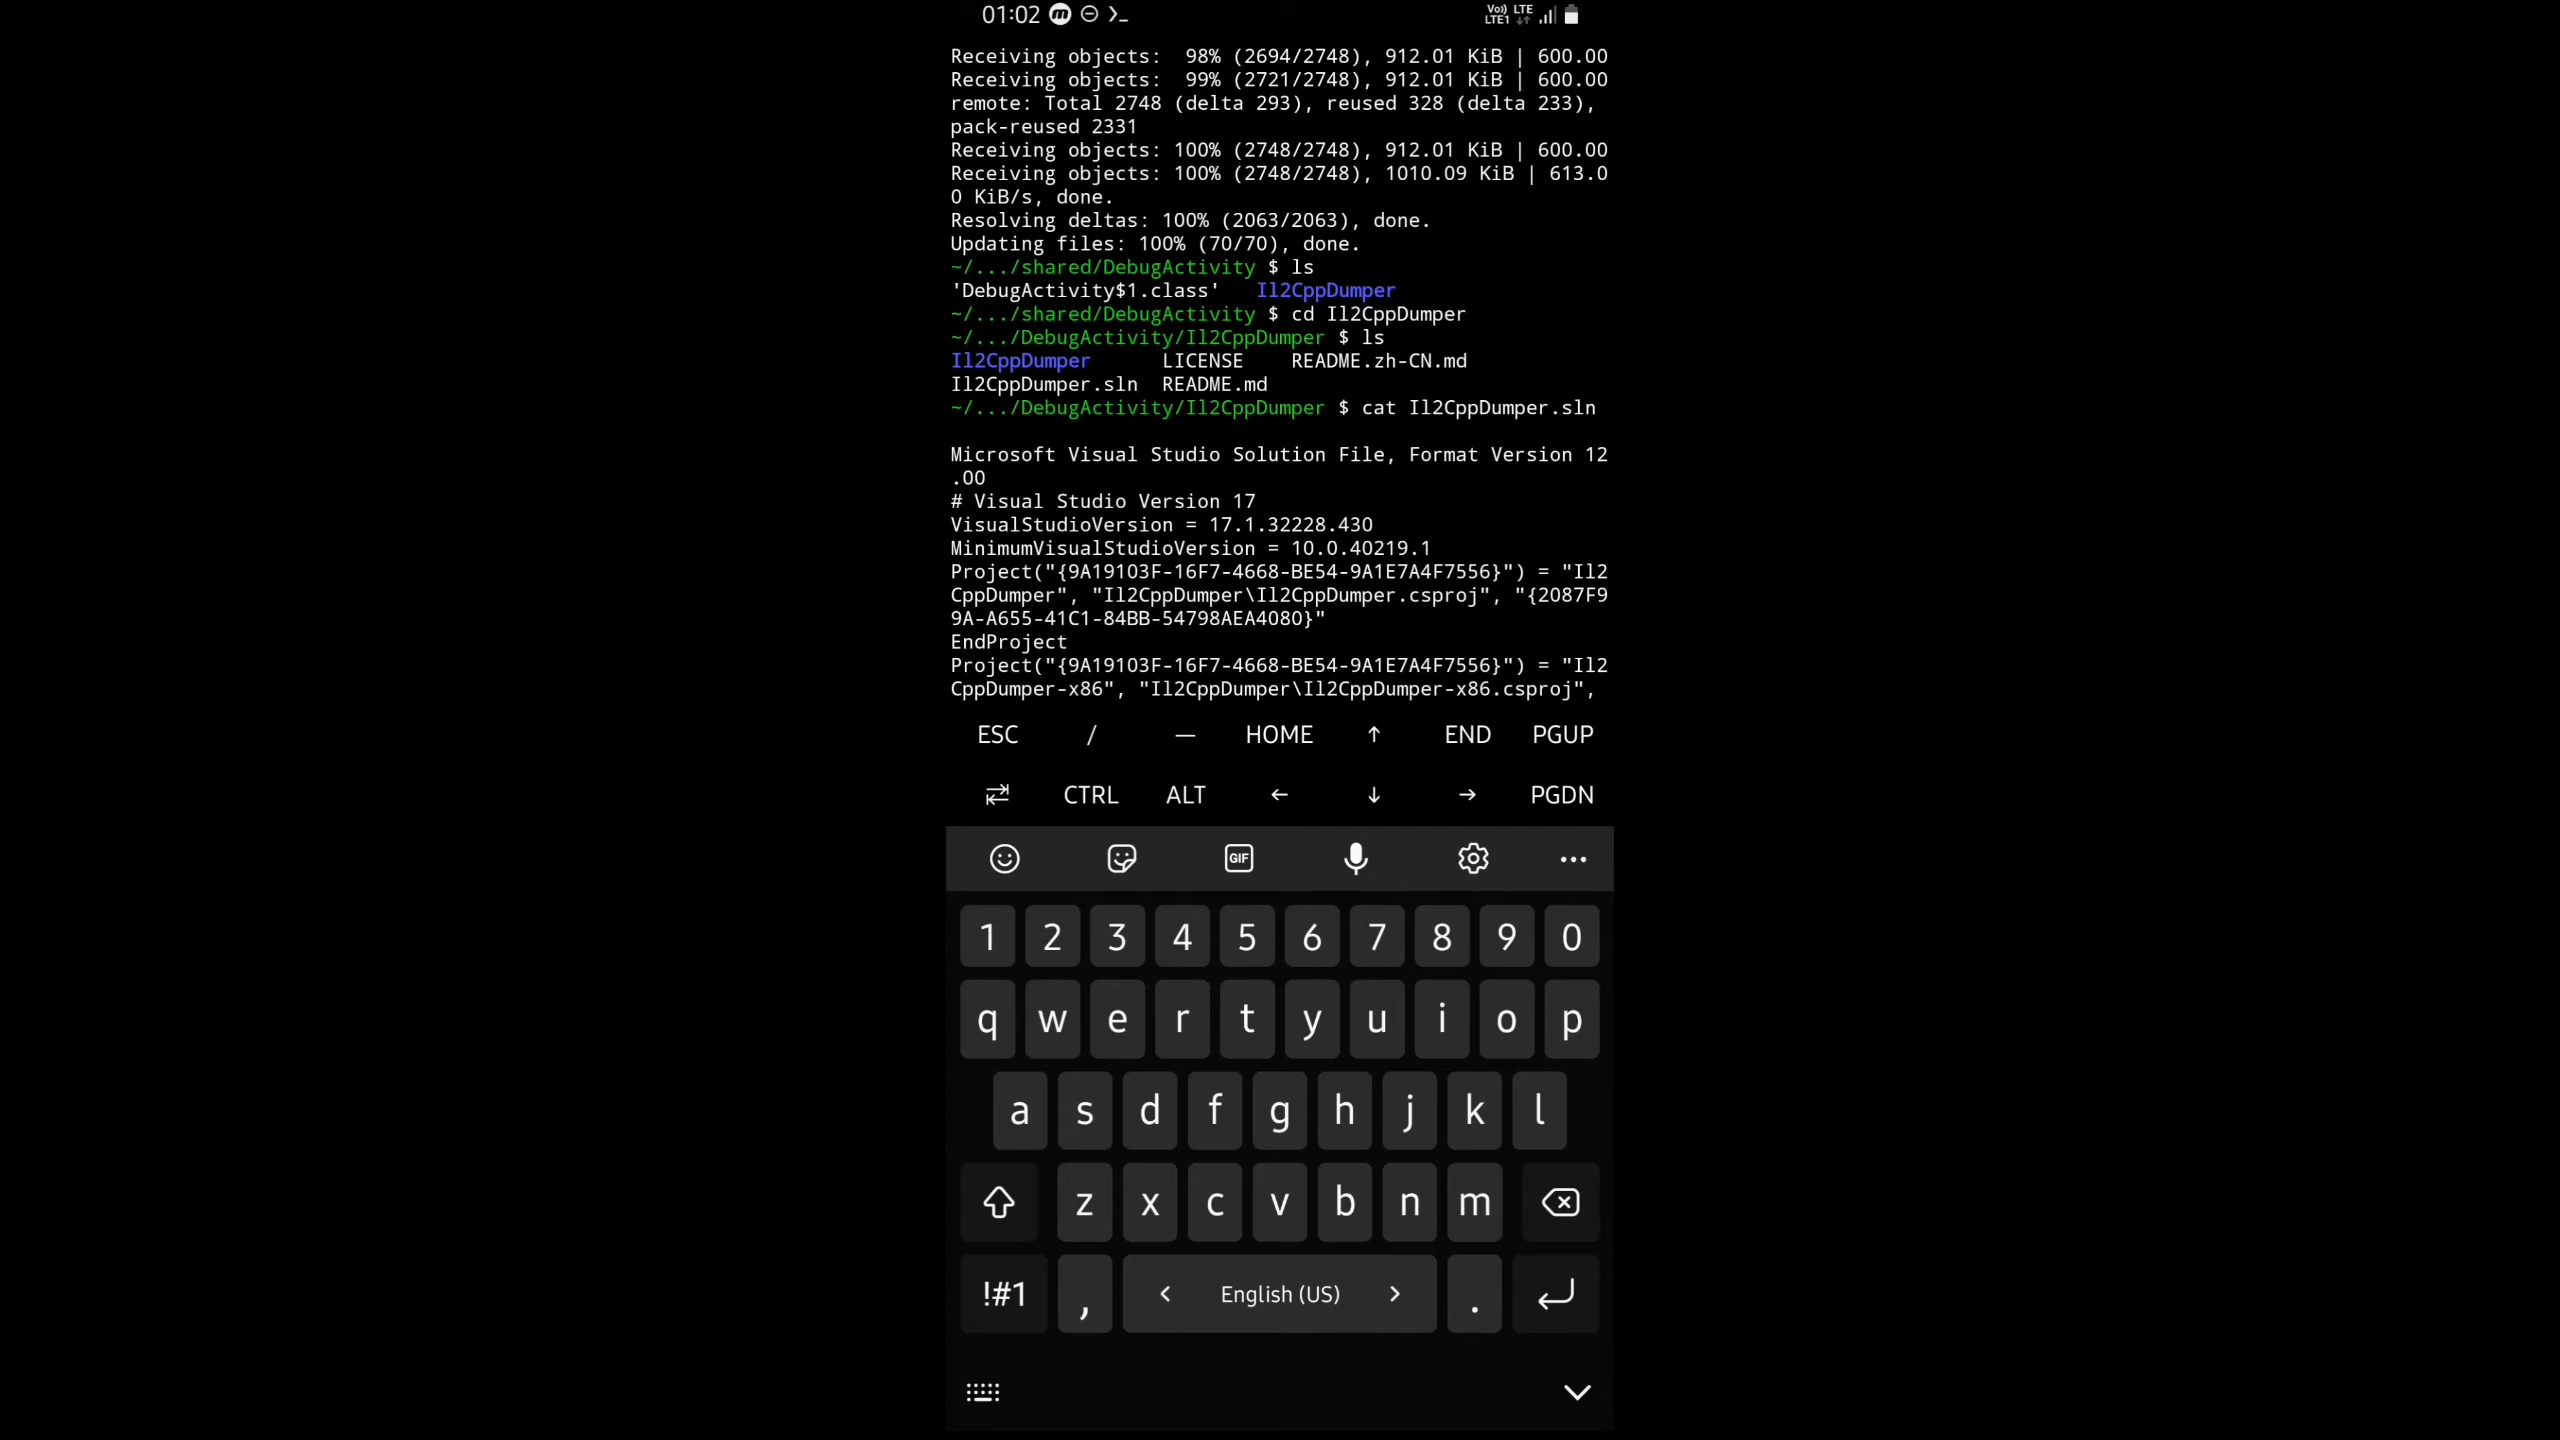 01:02
Vo) LTE
LTE1
Receiving objects:  98% (2694/2748), 912.01 KiB | 600.00
Receiving objects:  99% (2721/2748), 912.01 KiB | 600.00
remote: Total 2748 (delta 293), reused 328 (delta 233),
pack-reused 2331
Receiving objects: 100% (2748/2748), 912.01 KiB | 600.00
Receiving objects: 100% (2748/2748), 1010.09 KiB | 613.0
0 KiB/s, done.
Resolving deltas: 100% (2063/2063), done.
Updating files: 100% (70/70), done.
~/.../shared/DebugActivity $ ls
'DebugActivity$1.class'   Il2CppDumper
~/.../shared/DebugActivity $ cd Il2CppDumper
~/.../DebugActivity/Il2CppDumper $ ls
Il2CppDumper      LICENSE    README.zh-CN.md
Il2CppDumper.sln  README.md
~/.../DebugActivity/Il2CppDumper $ cat Il2CppDumper.sln
Microsoft Visual Studio Solution File, Format Version 12
.00
# Visual Studio Version 17
VisualStudioVersion = 17.1.32228.430
MinimumVisualStudioVersion = 10.0.40219.1
Project("{9A19103F-16F7-4668-BE54-9A1E7A4F7556}") = "Il2
CppDumper", "Il2CppDumper\Il2CppDumper.csproj", "{2087F9
9A-A655-41C1-84BB-54798AEA4080}"
EndProject
Project("{9A19103F-16F7-4668-BE54-9A1E7A4F7556}") = "Il2
CppDumper-x86", "Il2CppDumper\Il2CppDumper-x86.csproj",
ESC / — HOME ↑ END PGUP
⇄ CTRL ALT ← ↓ → PGDN
GIF
1 2 3 4 5 6 7 8 9 0
q w e r t y u i o p
a s d f g h j k l
z x c v b n m
!#1 , < English (US) > .